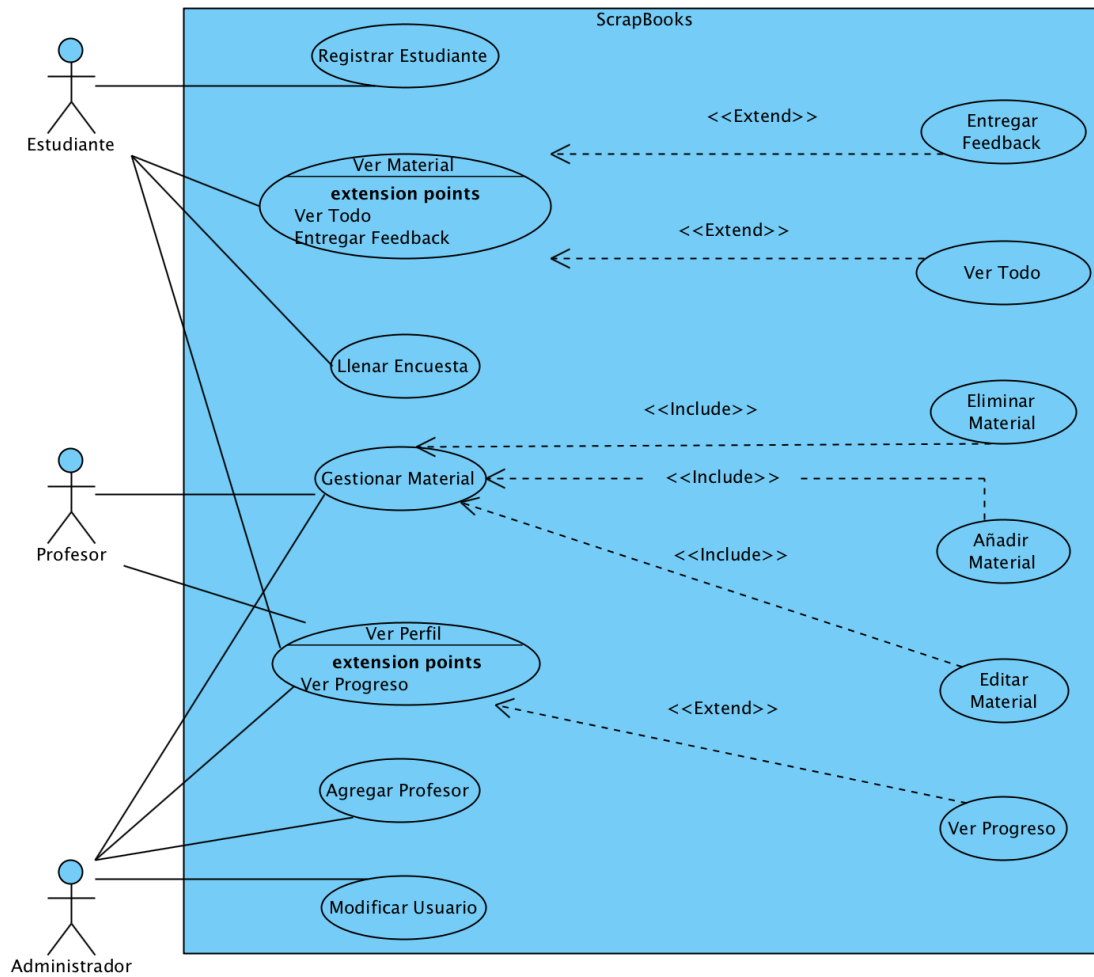 ScrapBooks
Registrar Estudiante
Estudiante
<<Extend>>
Entregar
Feedback
Ver Material
extension points
Ver Todo
Entregar Feedback
<<Extend>>
Ver Todo
Llenar Encuesta
<<Include>>
Eliminar
Material
Gestionar Material
<<Include>>
Profesor
<<Include>>
Añadir
Material
Ver Perfil
extension points
Ver Progreso
Editar
Material
<<Extend>>
Agregar Profesor
Ver Progreso
Modificar Usuario
Administrador